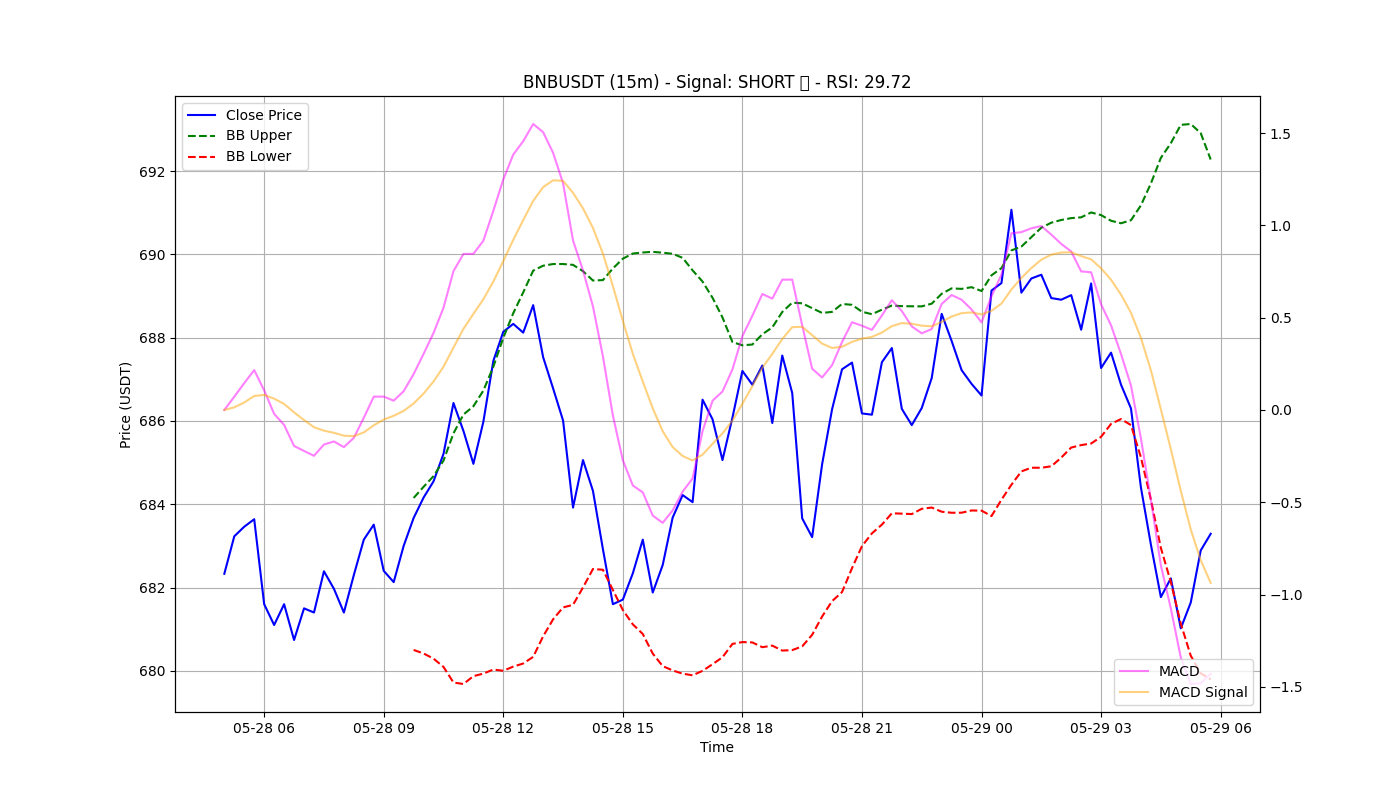 BNBUSDT (15m) - Signal: SHORT ▯ - RSI: 29.72
Close Price
BB Upper
BB Lower
692
690
688
686
684
682
680
Price (USDT)
1.5
1.0
0.5
0.0
−0.5
−1.0
−1.5
MACD
MACD Signal
05-28 06
05-28 09
05-28 12
05-28 15
05-28 18
05-28 21
05-29 00
05-29 03
05-29 06
Time